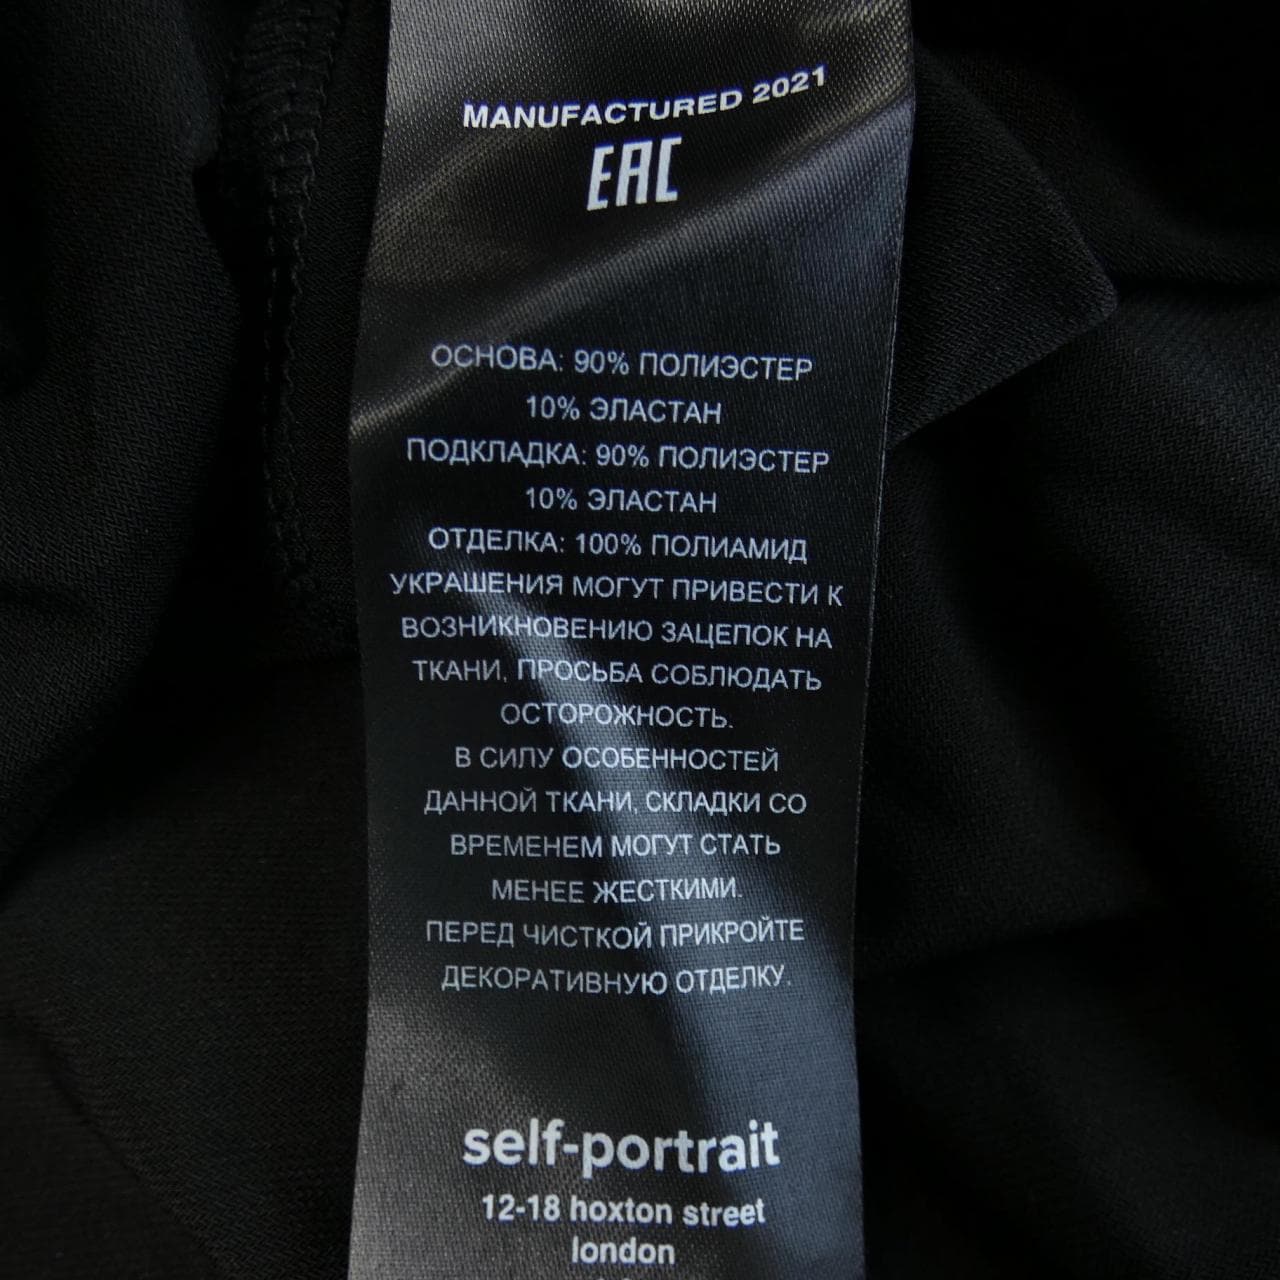 MANUFACTURED 2021
EAC
ОСНОВА: 90% ПОЛИЭСТЕР
10% ЭЛАСТАН
ПОДКЛАДКА: 90% ПОЛИЭСТЕР
10% ЭЛАСТАН
ОТДЕЛКА: 100% ПОЛИАМИД
УКРАШЕНИЯ МОГУТ ПРИВЕСТИ К
ВОЗНИКНОВЕНИЮ ЗАЦЕПОК НА
ТКАНИ, ПРОСЬБА СОБЛЮДАТЬ
ОСТОРОЖНОСТЬ.
В СИЛУ ОСОБЕННОСТЕЙ
ДАННОЙ ТКАНИ, СКЛАДКИ СО
ВРЕМЕНЕМ МОГУТ СТАТЬ
МЕНЕЕ ЖЕСТКИМИ.
ПЕРЕД ЧИСТКОЙ ПРИКРОЙТЕ
ДЕКОРАТИВНУЮ ОТДЕЛКУ.
self-portrait
12-18 hoxton street
london